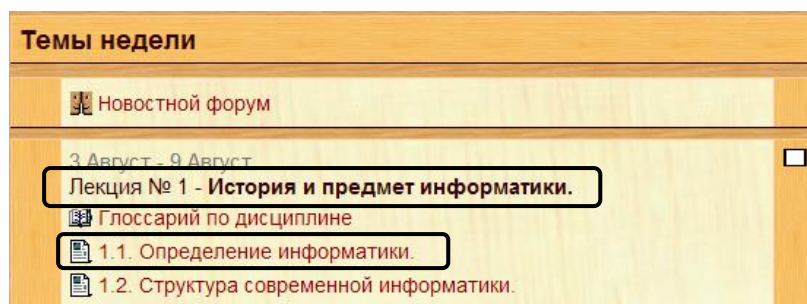 Темы недели
Новостной форум
3 Август - 9 Август
Лекция № 1 - История и предмет информатики.
Глоссарий по дисциплине
1.1. Определение информатики.
1.2. Структура современной информатики.